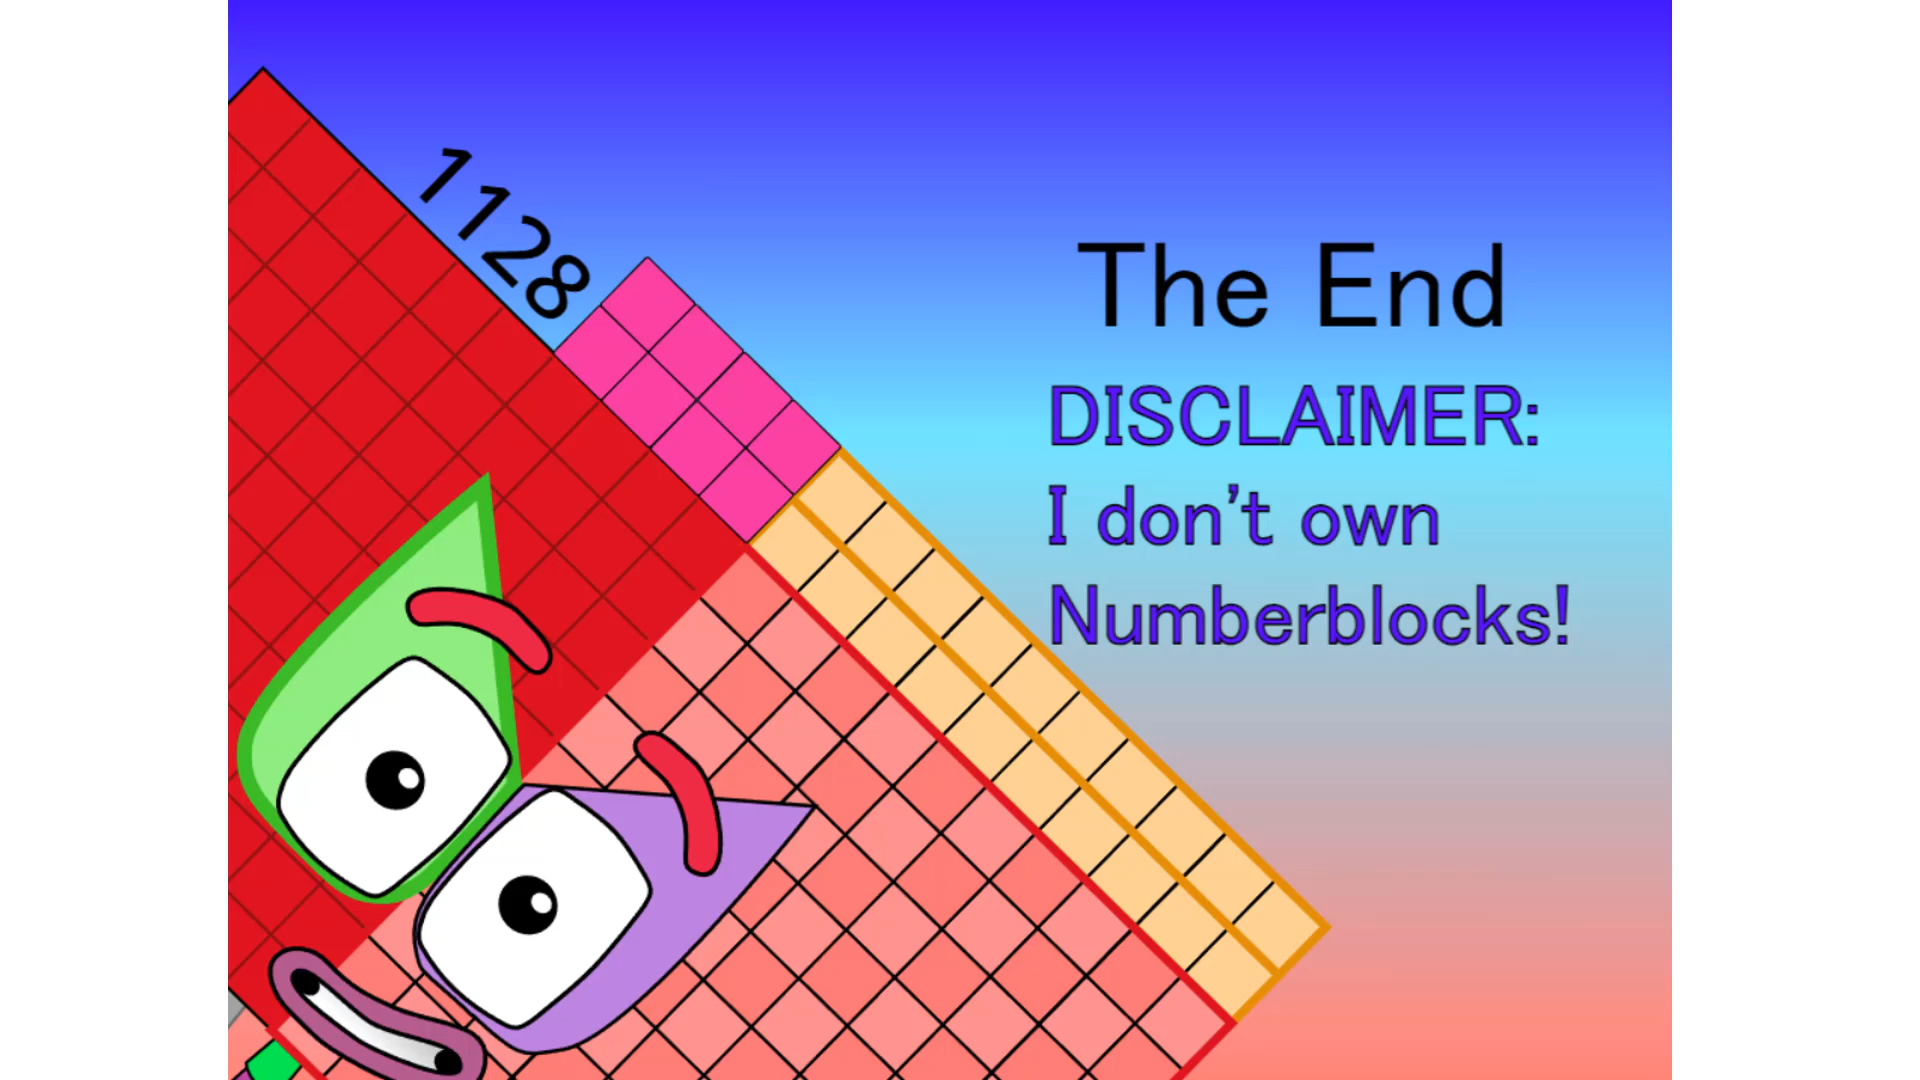 1128
The End
DISCLAIMER:
I don't own
Numberblocks!